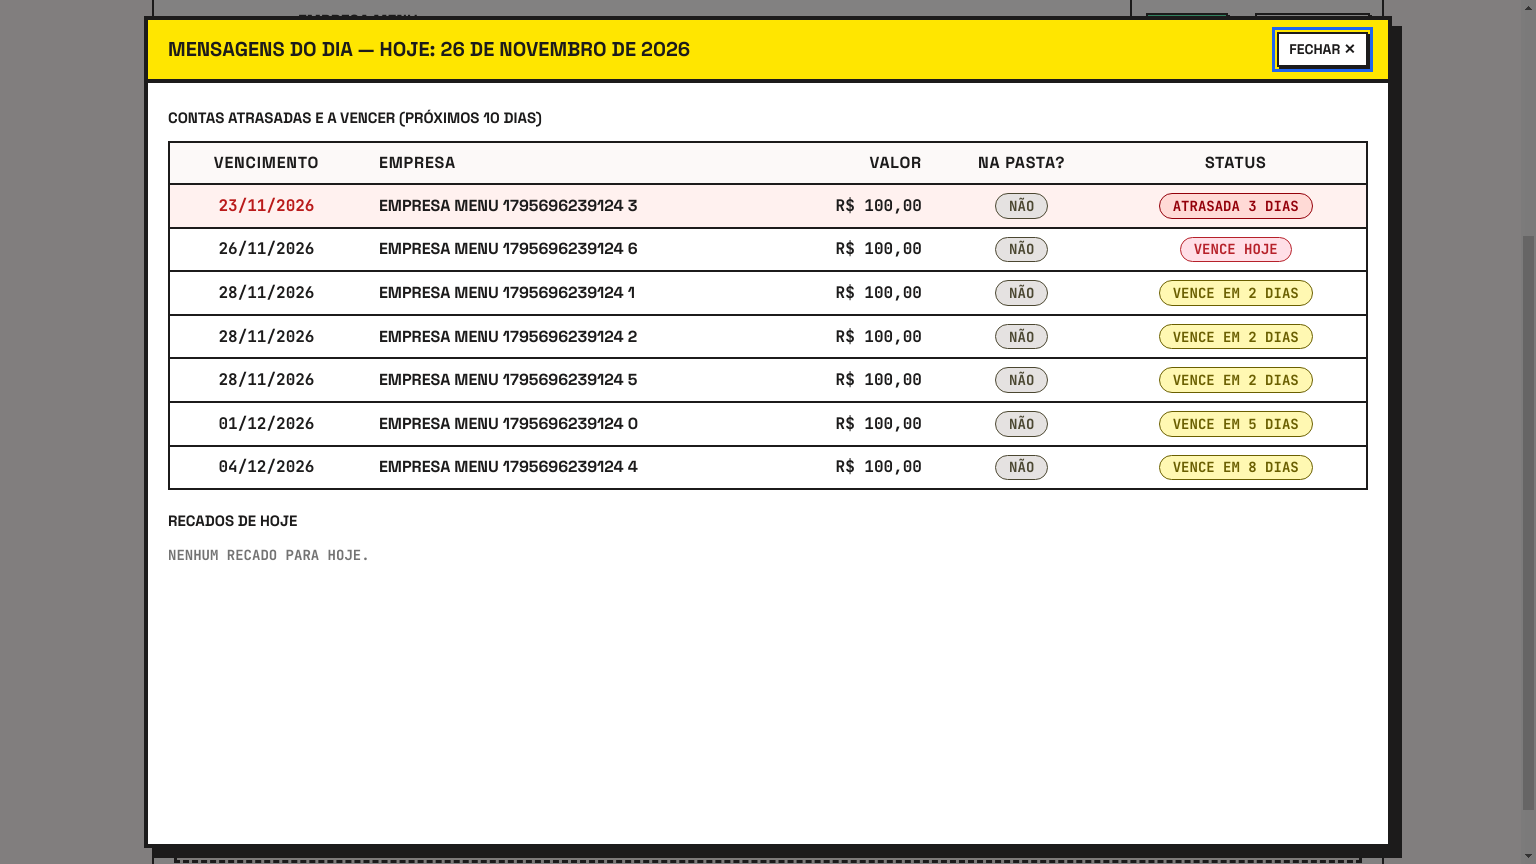 MENSAGENS DO DIA — HOJE: 26 DE NOVEMBRO DE 2026 FECHAR ✕
CONTAS ATRASADAS E A VENCER (PRÓXIMOS 10 DIAS)
VENCIMENTO EMPRESA VALOR NA PASTA? STATUS
23/11/2026 EMPRESA MENU 1795696239124 3 R$ 100,00 NÃO ATRASADA 3 DIAS
26/11/2026 EMPRESA MENU 1795696239124 6 R$ 100,00 NÃO VENCE HOJE
28/11/2026 EMPRESA MENU 1795696239124 1 R$ 100,00 NÃO VENCE EM 2 DIAS
28/11/2026 EMPRESA MENU 1795696239124 2 R$ 100,00 NÃO VENCE EM 2 DIAS
28/11/2026 EMPRESA MENU 1795696239124 5 R$ 100,00 NÃO VENCE EM 2 DIAS
01/12/2026 EMPRESA MENU 1795696239124 0 R$ 100,00 NÃO VENCE EM 5 DIAS
04/12/2026 EMPRESA MENU 1795696239124 4 R$ 100,00 NÃO VENCE EM 8 DIAS
RECADOS DE HOJE
NENHUM RECADO PARA HOJE.